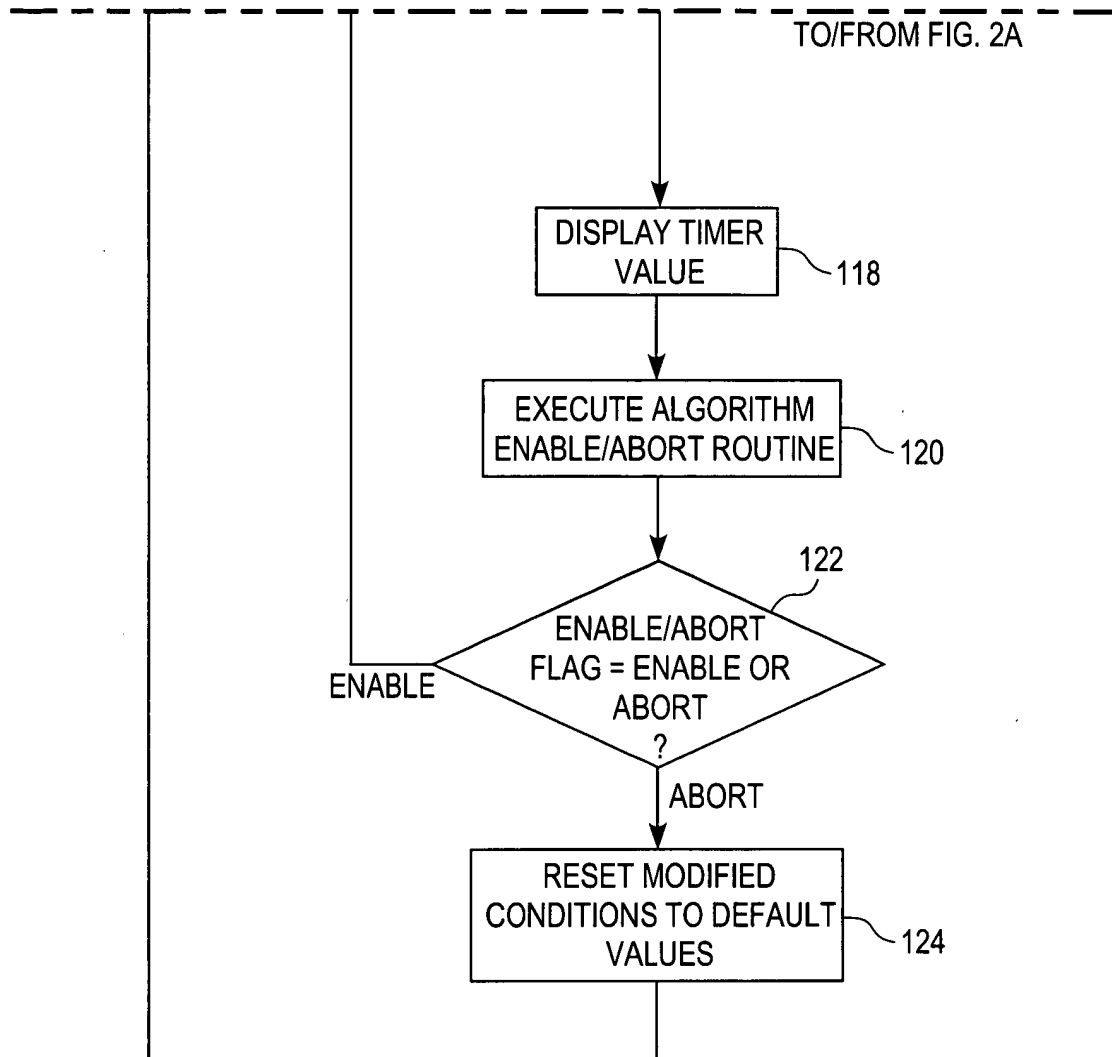 TO/FROM FIG. 2A
DISPLAY TIMER
VALUE
118
EXECUTE ALGORITHM
ENABLE/ABORT ROUTINE
120
122
ENABLE/ABORT
FLAG = ENABLE OR
ABORT
?
ENABLE
ABORT
RESET MODIFIED
CONDITIONS TO DEFAULT
VALUES
124